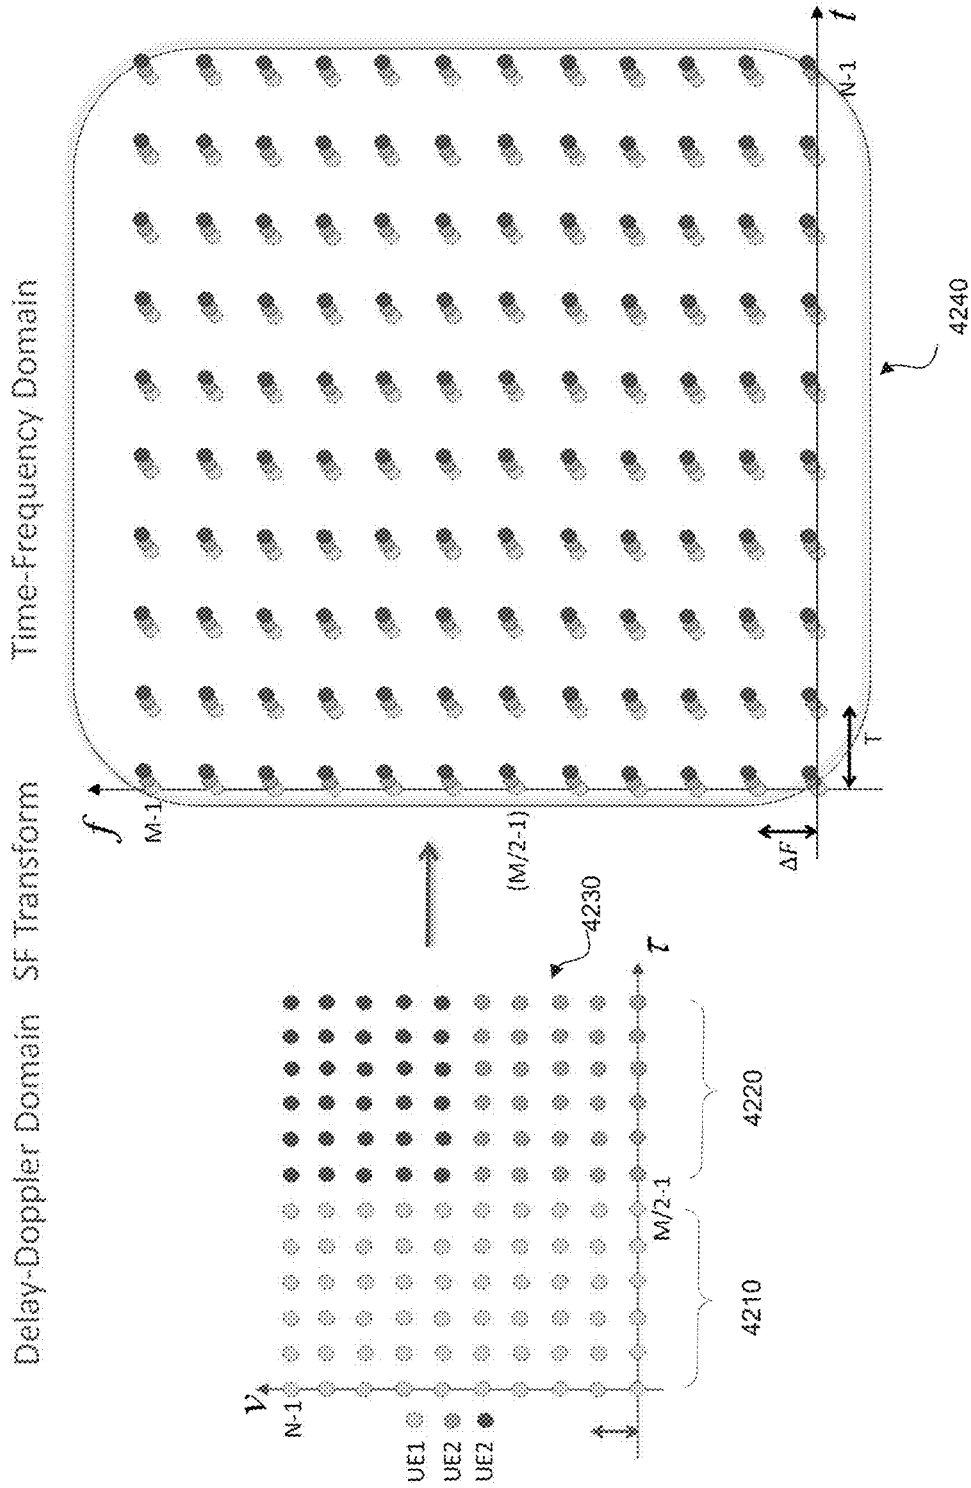 Delay-Doppler Domain
SF Transform
Time-Frequency Domain
ν
N-1
UE1
UE2
UE2
M/2-1
τ
4210
4220
4230
f
M-1
(M/2-1)
ΔF
T
N-1
t
4240